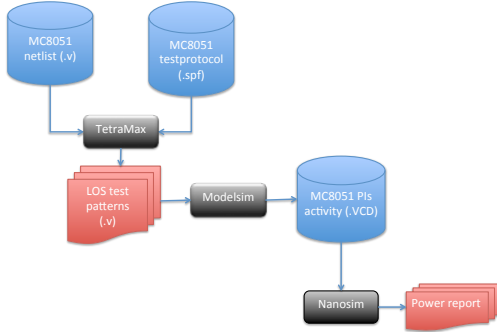 MC8051
netlist (.v)
MC8051
testprotocol
(.spf)
TetraMax
LOS test
patterns
(.v)
Modelsim
MC8051 PIs
activity (.VCD)
Nanosim
Power report